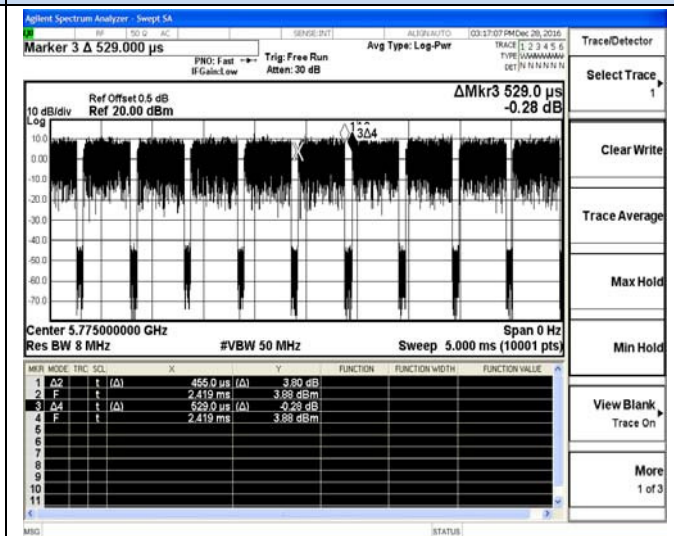 Agilent Spectrum Analyzer - Swept SA
RF 50 Ω AC SENSE:INT ALIGNAUTO 03:17:07 PM Dec 28, 2016
Marker 3 Δ 529.000 µs
PNO: Fast
IFGain:Low
Trig: Free Run
Atten: 30 dB
Avg Type: Log-Pwr
TRACE 1 2 3 4 5 6
TYPE
DET N N N N N N
Trace/Detector
Select Trace
1
Clear Write
Trace Average
Max Hold
Min Hold
View Blank
Trace On
More
1 of 3
Ref Offset 0.5 dB
10 dB/div Ref 20.00 dBm
Log
ΔMkr3 529.0 µs
-0.28 dB
3Δ4
X
10.0
0.00
-10.0
-20.0
-30.0
-40.0
-50.0
-60.0
-70.0
Center 5.775000000 GHz Span 0 Hz
Res BW 8 MHz #VBW 50 MHz Sweep 5.000 ms (10001 pts)
MKR MODE TRC SCL X Y FUNCTION FUNCTION WIDTH FUNCTION VALUE
1 Δ2 t (Δ) 455.0 µs (Δ) 3.80 dB
2 F t 2.419 ms 3.88 dBm
3 Δ4 t (Δ) 529.0 µs (Δ) -0.28 dB
4 F t 2.419 ms 3.88 dBm
5
6
7
8
9
10
11
MSG STATUS